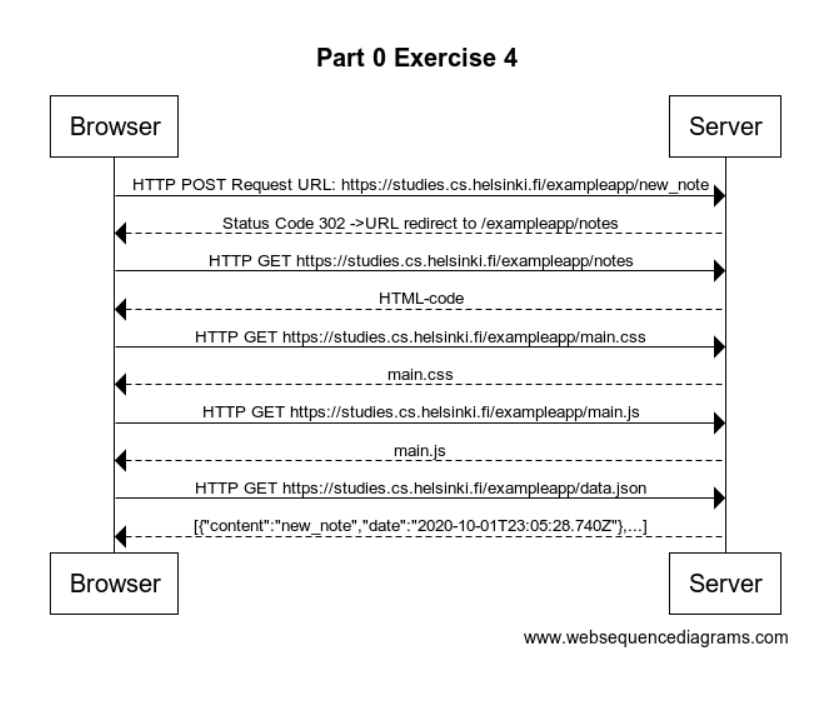 Part 0 Exercise 4
Browser
Server
HTTP POST Request URL: https://studies.cs.helsinki.fi/exampleapp/new_note
Status Code 302 ->URL redirect to /exampleapp/notes
HTTP GET https://studies.cs.helsinki.fi/exampleapp/notes
HTML-code
HTTP GET https://studies.cs.helsinki.fi/exampleapp/main.css
main.css
HTTP GET https://studies.cs.helsinki.fi/exampleapp/main.js
main.js
HTTP GET https://studies.cs.helsinki.fi/exampleapp/data.json
[{"content":"new_note","date":"2020-10-01T23:05:28.740Z"},...]
Browser
Server
www.websequencediagrams.com